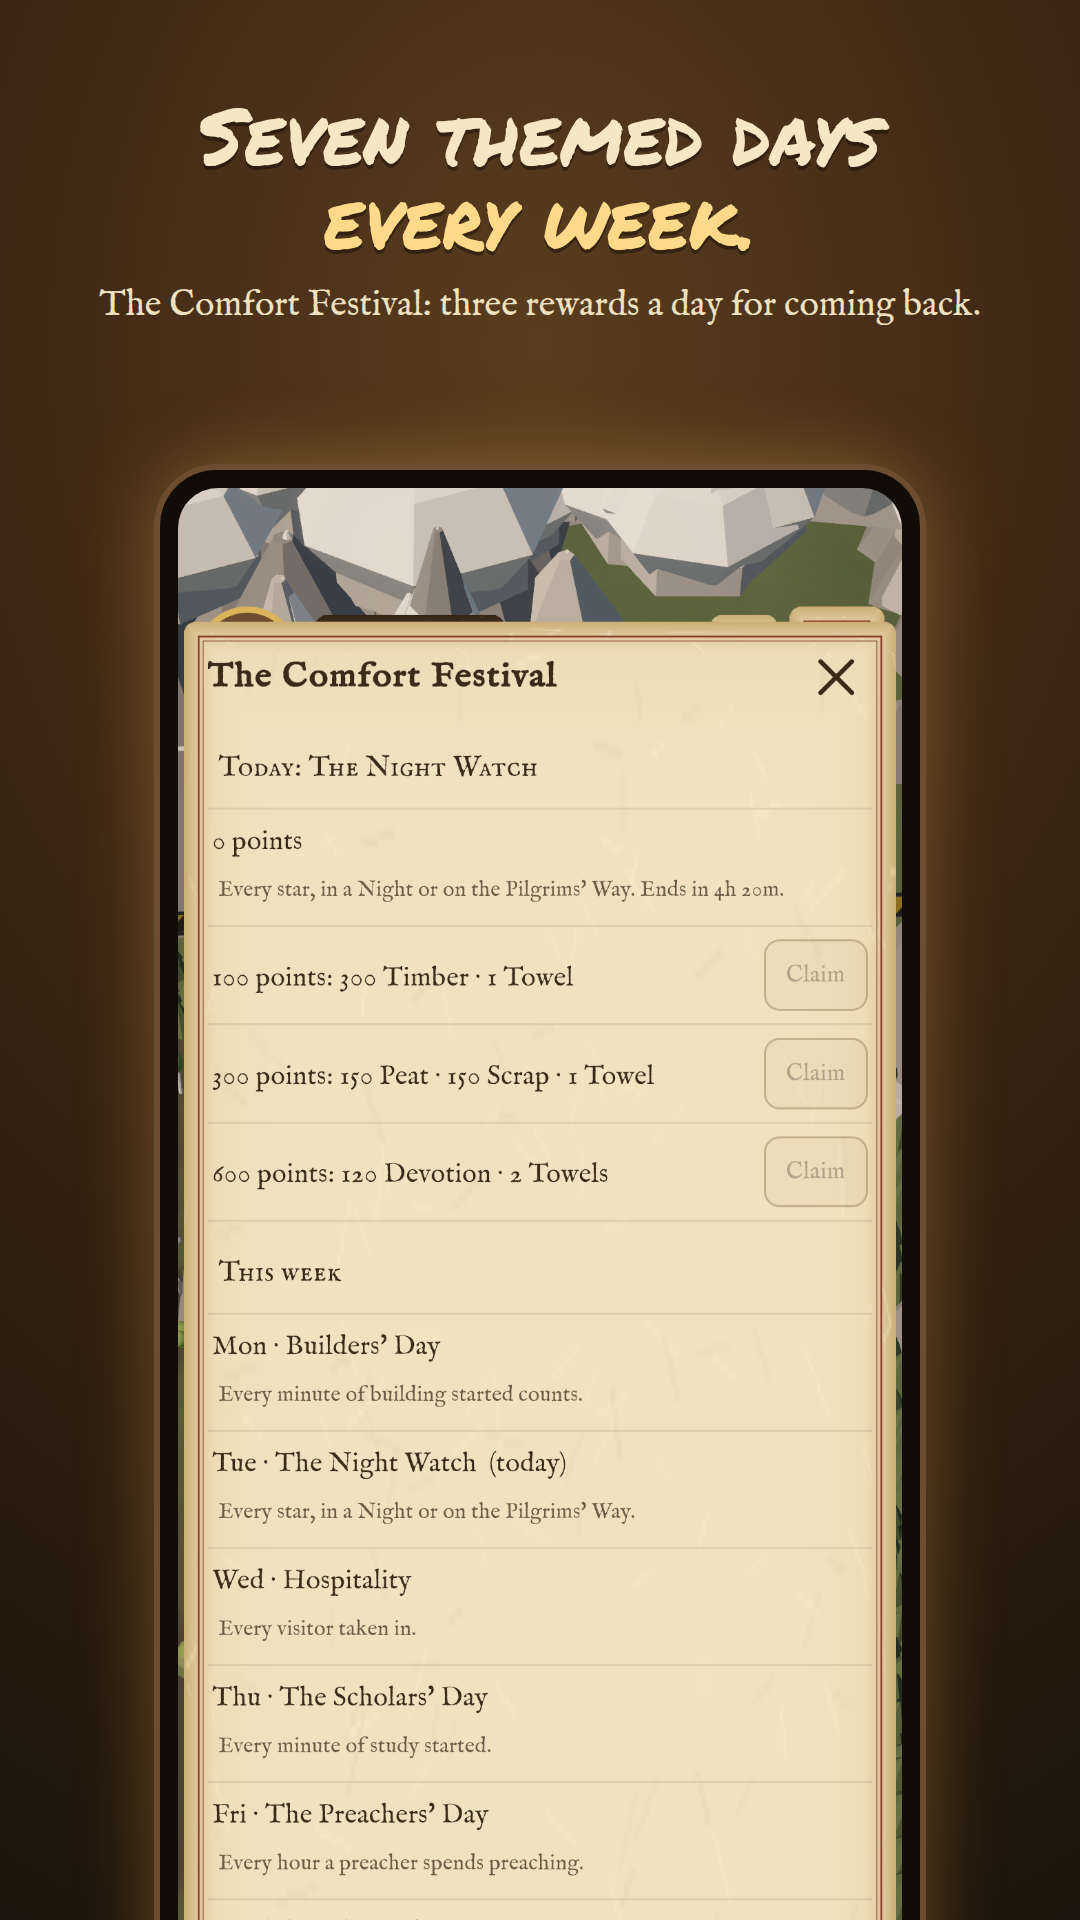 Seven themed days
every week.
The Comfort Festival: three rewards a day for coming back.
The Comfort Festival
Today: The Night Watch
0 points
Every star, in a Night or on the Pilgrims’ Way. Ends in 4h 20m.
100 points: 300 Timber · 1 Towel
Claim
300 points: 150 Peat · 150 Scrap · 1 Towel
Claim
600 points: 120 Devotion · 2 Towels
Claim
This week
Mon · Builders’ Day
Every minute of building started counts.
Tue · The Night Watch (today)
Every star, in a Night or on the Pilgrims’ Way.
Wed · Hospitality
Every visitor taken in.
Thu · The Scholars’ Day
Every minute of study started.
Fri · The Preachers’ Day
Every hour a preacher spends preaching.